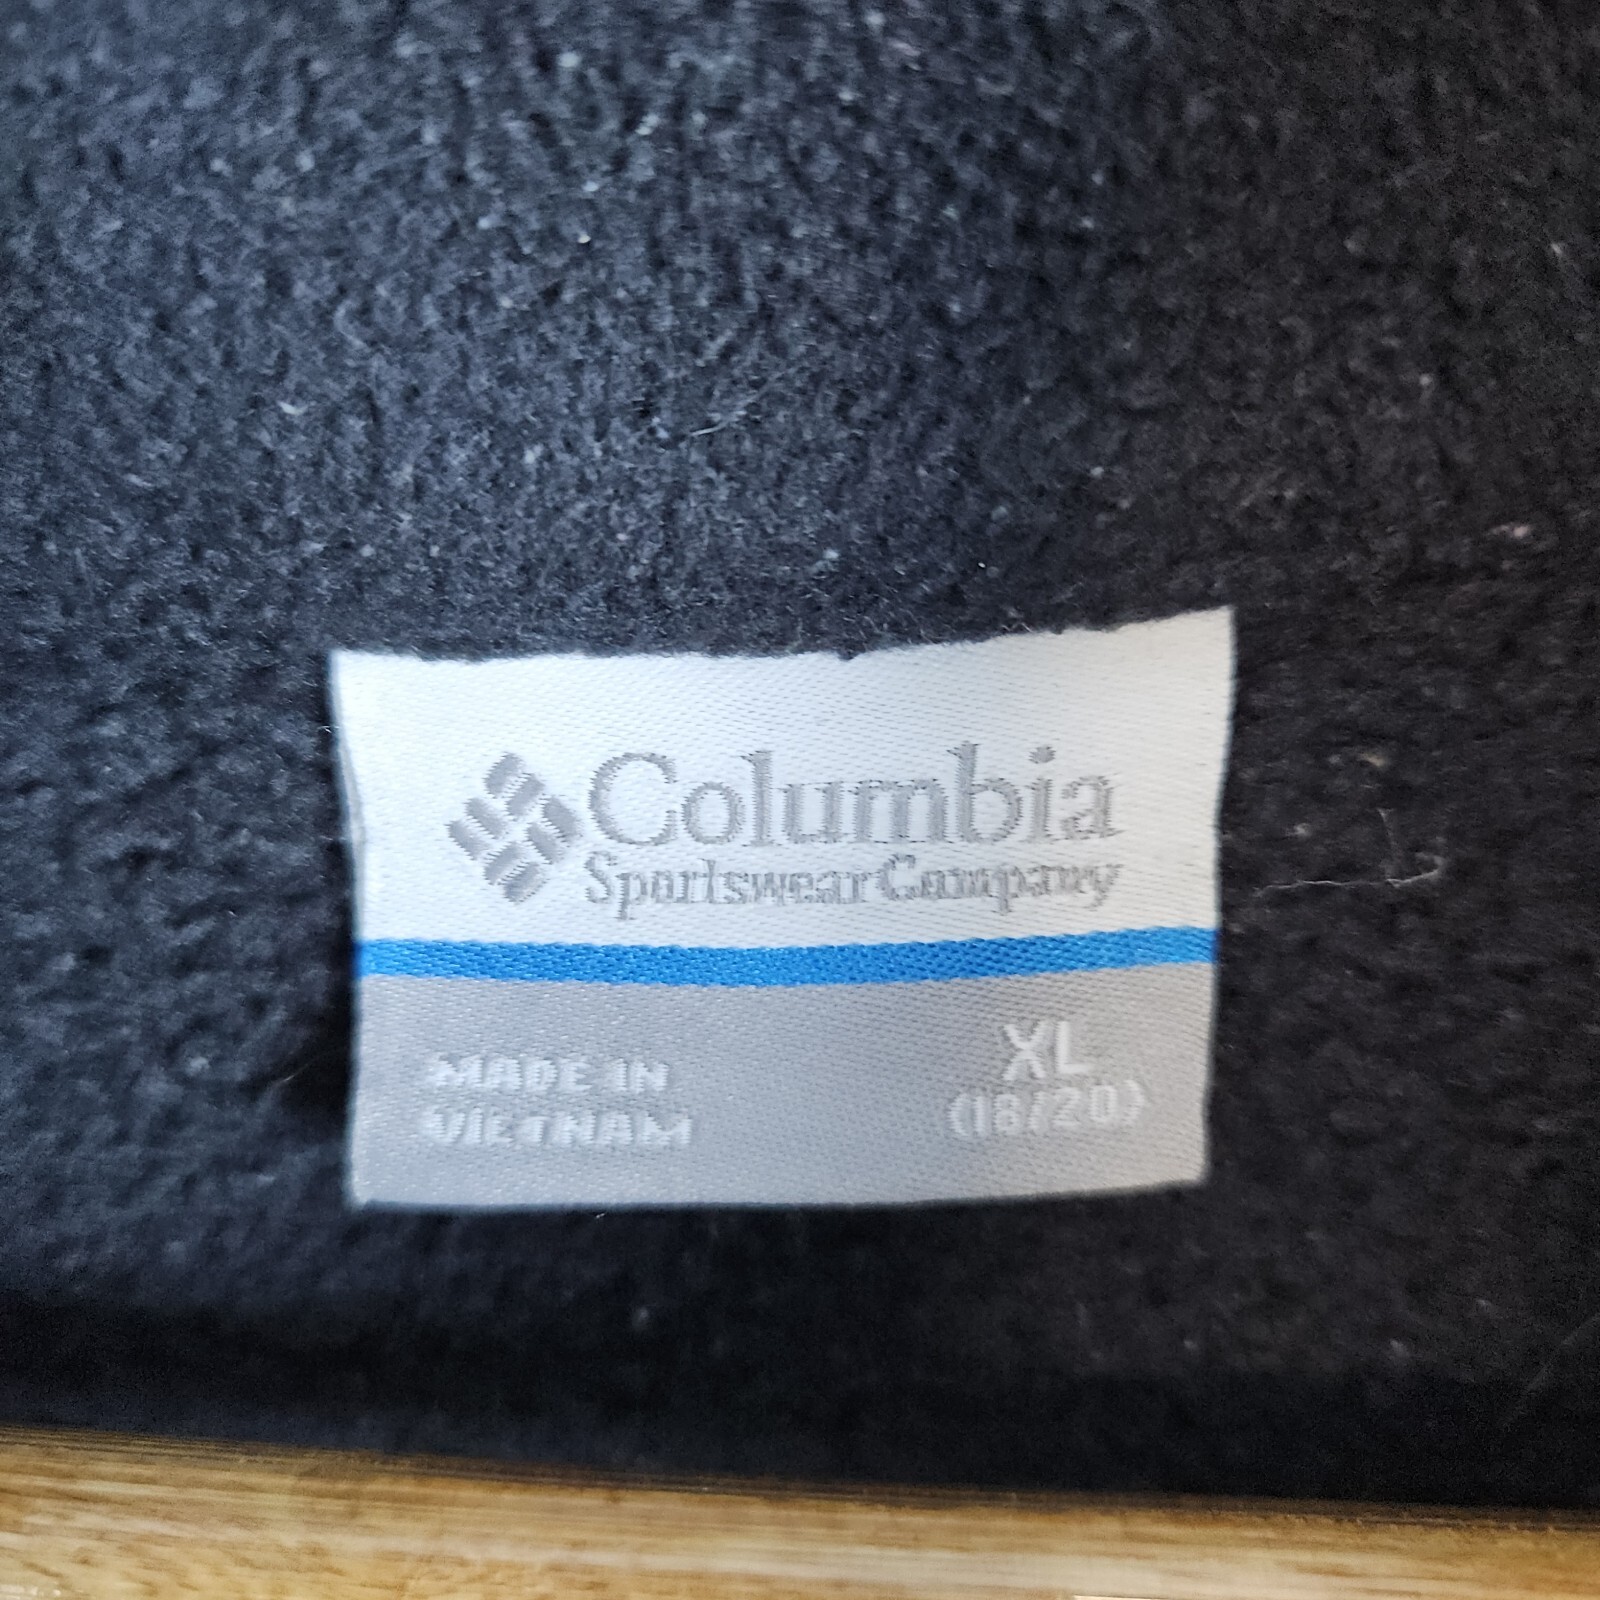 Columbia
Sportswear Company
MADE IN
VIETNAM
XL
(18/20)